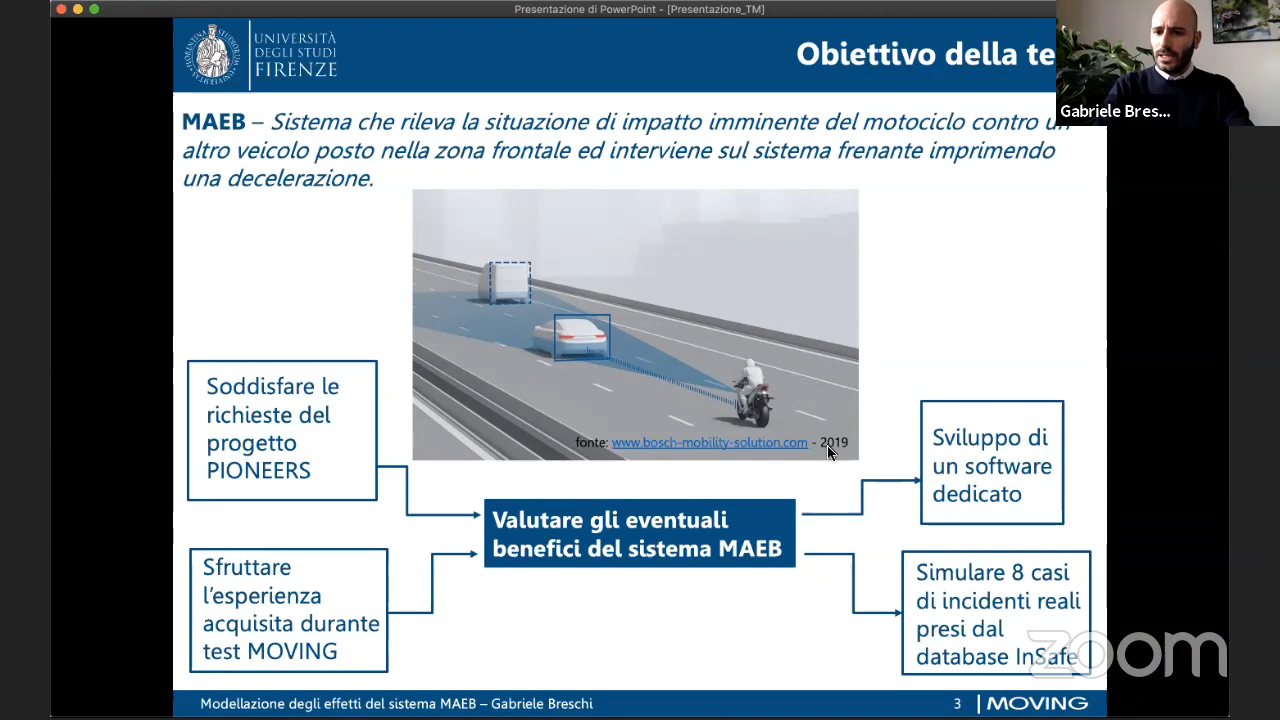 Presentazione di PowerPoint - [Presentazione_TM]
UNIVERSITÀ
DEGLI STUDI
FIRENZE
Obiettivo della te
Gabriele Bres...
MAEB – Sistema che rileva la situazione di impatto imminente del motociclo contro un
altro veicolo posto nella zona frontale ed interviene sul sistema frenante imprimendo
una decelerazione.
fonte: www.bosch-mobility-solution.com - 2019
Soddisfare le
richieste del
progetto
PIONEERS
Sfruttare
l’esperienza
acquisita durante
test MOVING
Valutare gli eventuali
benefici del sistema MAEB
Sviluppo di
un software
dedicato
Simulare 8 casi
di incidenti reali
presi dal
database InSafe
zoom
Modellazione degli effetti del sistema MAEB – Gabriele Breschi
3 | MOVING